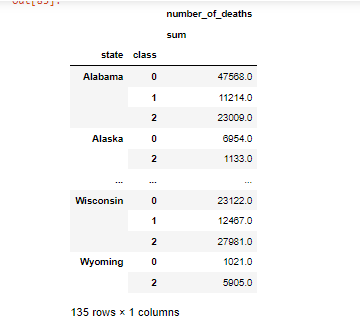 Out[89]:
number_of_deaths
sum
state class
Alabama 0 47568.0
1 11214.0
2 23009.0
Alaska 0 6954.0
2 1133.0
... ... ...
Wisconsin 0 23122.0
1 12467.0
2 27981.0
Wyoming 0 1021.0
2 5905.0
135 rows × 1 columns